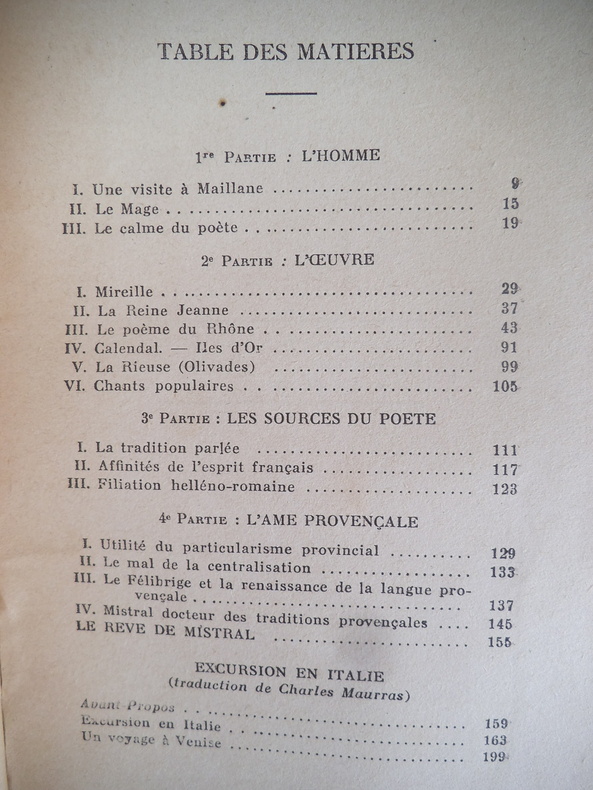 TABLE DES MATIERES
1re PARTIE : L'HOMME
I. Une visite à Maillane ........................ 9
II. Le Mage . . ........................ 15
III. Le calme du poète . . ........................ 19
2e PARTIE : L'ŒUVRE
I. Mireille . . ........................ 29
II. La Reine Jeanne ........................ 37
III. Le poème du Rhône . . ........................ 43
IV. Calendal. — Iles d'Or ........................ 91
V. La Rieuse (Olivades) ........................ 99
VI. Chants populaires . . ........................ 105
3e PARTIE : LES SOURCES DU POETE
I. La tradition parlée ........................ 111
II. Affinités de l'esprit français .................... 117
III. Filiation helléno-romaine ...................... 123
4e PARTIE : L'AME PROVENÇALE
I. Utilité du particularisme provincial .......... 129
II. Le mal de la centralisation .................. 133
III. Le Félibrige et la renaissance de la langue pro-
vençale ................................ 137
IV. Mistral docteur des traditions provençales .... 145
LE REVE DE MISTRAL ........................ 155
EXCURSION EN ITALIE
(traduction de Charles Maurras)
Avant-Propos . . ............................ 159
Excursion en Italie . . ........................ 163
Un voyage à Venise ........................ 199